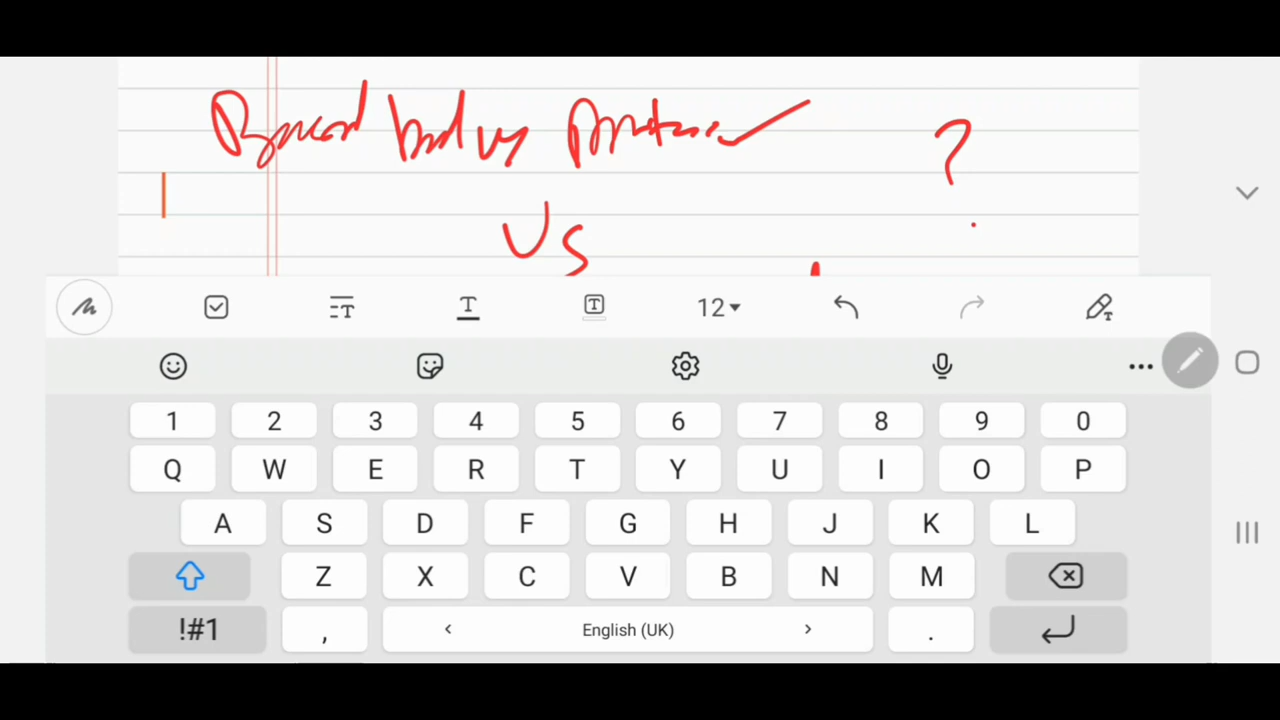 Vs ?
12
1 2 3 4 5 6 7 8 9 0
Q W E R T Y U I O P
A S D F G H J K L
Z X C V B N M
!#1 , < English (UK) > .